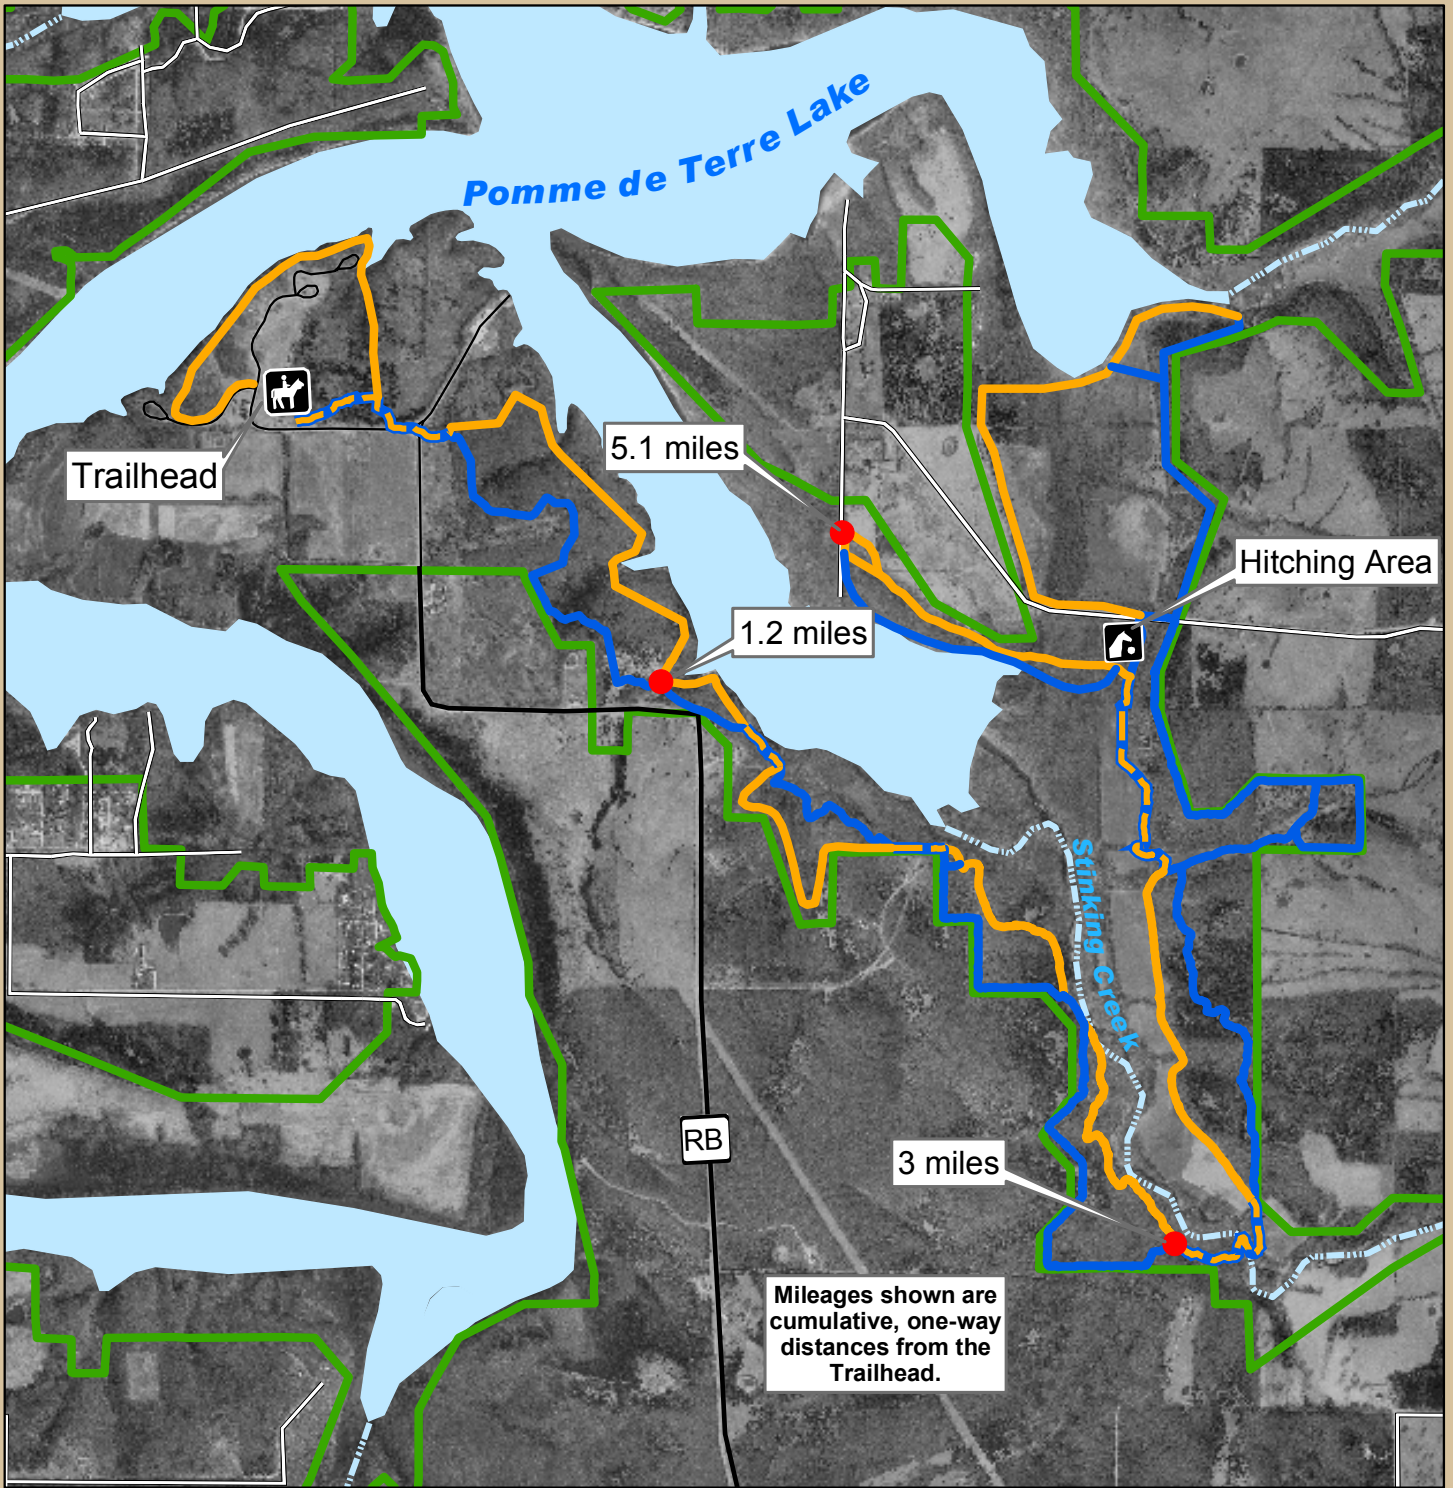 Pomme de Terre Lake
5.1 miles
Trailhead
Hitching Area
1.2 miles
Stinking Creek
RB
3 miles
Mileages shown are
cumulative, one-way
distances from the
Trailhead.